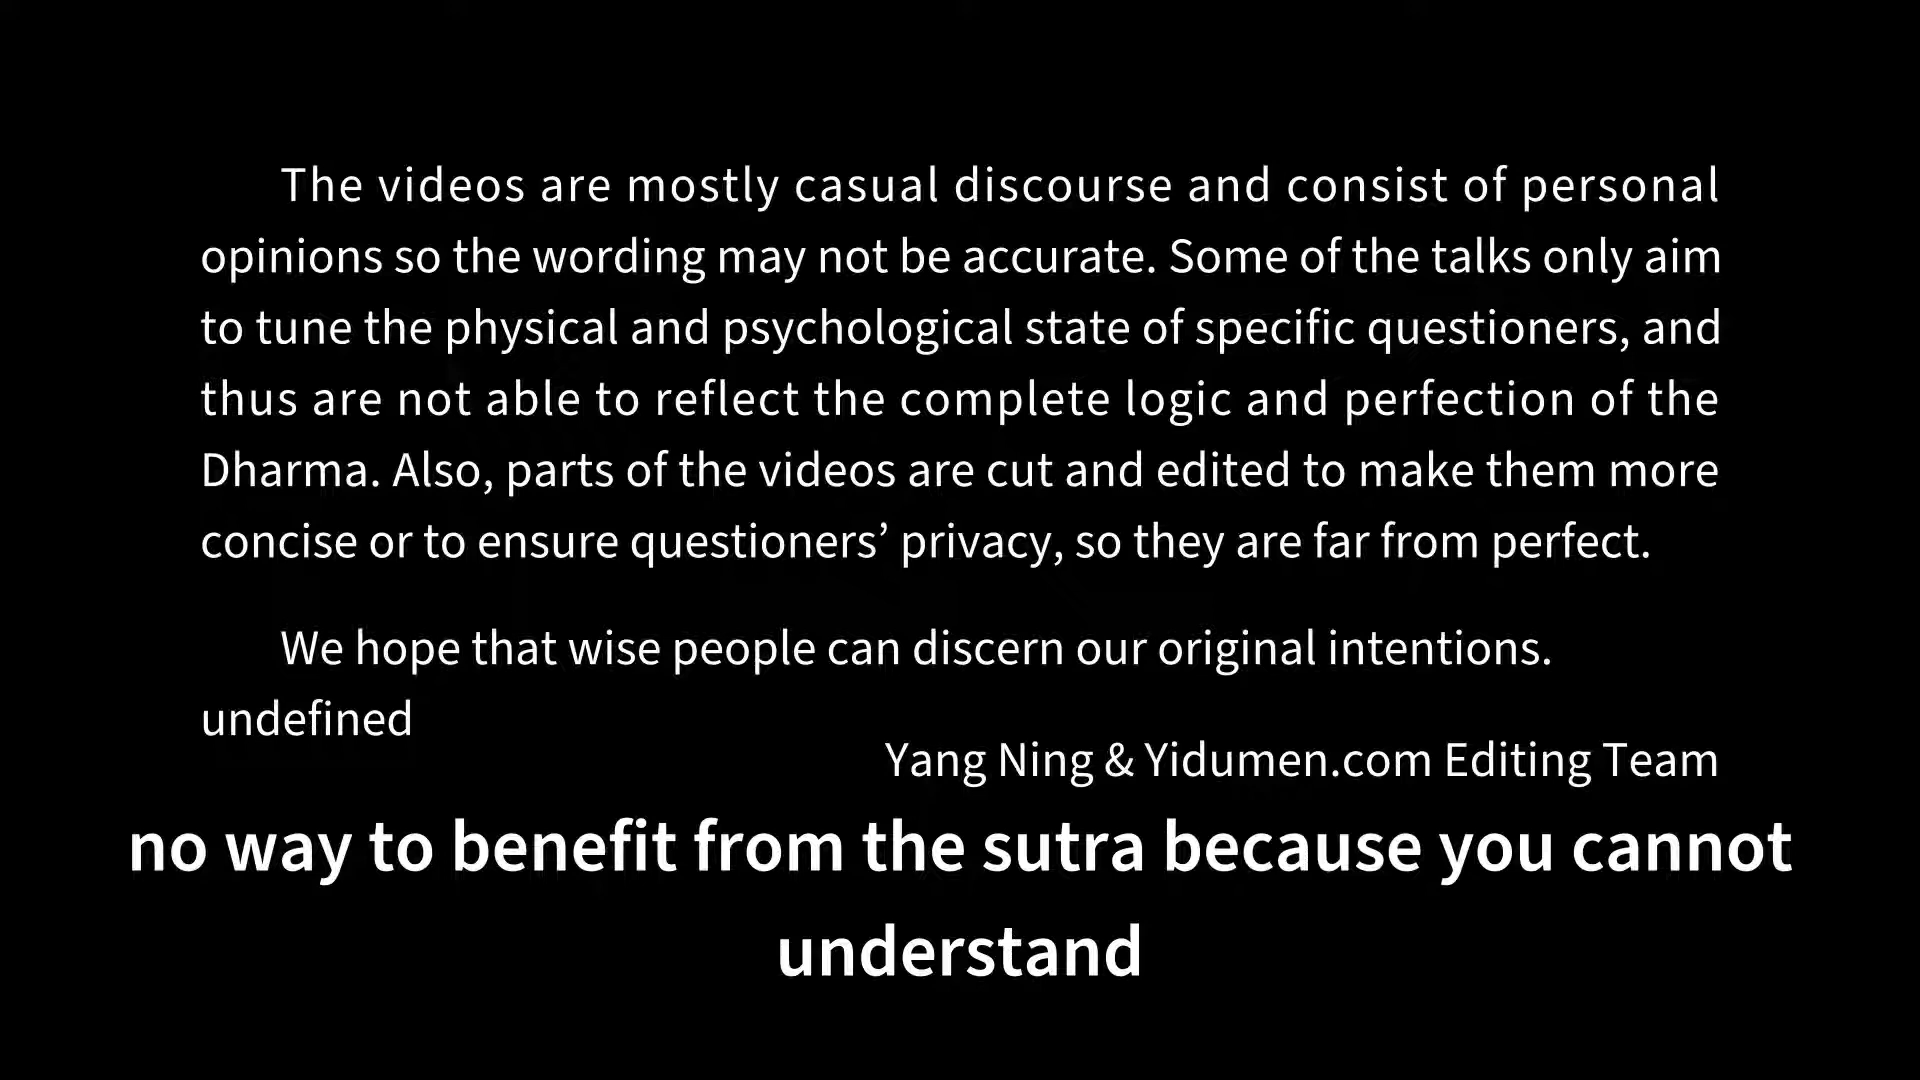 The videos are mostly casual discourse and consist of personal
opinions so the wording may not be accurate. Some of the talks only aim
to tune the physical and psychological state of specific questioners, and
thus are not able to reflect the complete logic and perfection of the
Dharma. Also, parts of the videos are cut and edited to make them more
concise or to ensure questioners’ privacy, so they are far from perfect.
We hope that wise people can discern our original intentions.
undefined
Yang Ning & Yidumen.com Editing Team
no way to benefit from the sutra because you cannot
understand